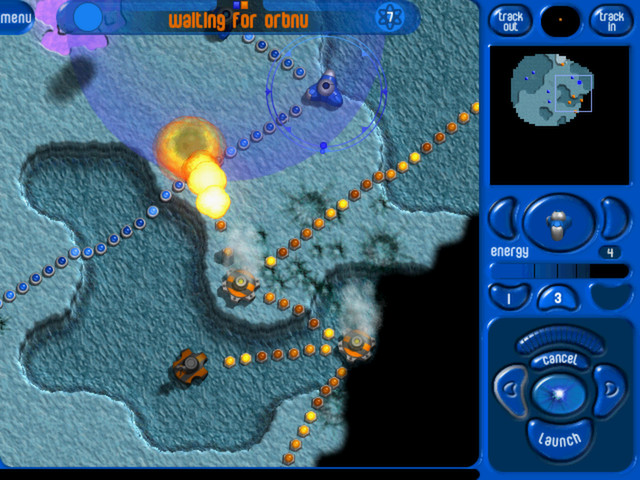 menu
waiting for orbnu
7
track out
track in
energy
4
1
3
cancel
Launch